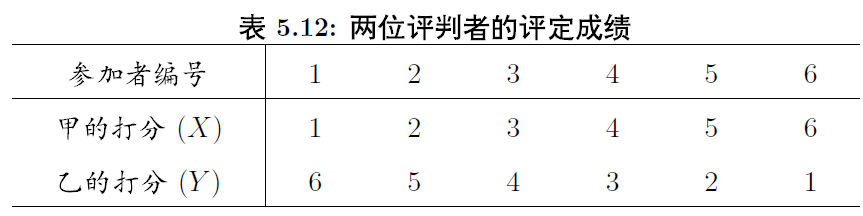 表 5.12: 两位评判者的评定成绩
参加者编号 1 2 3 4 5 6
甲的打分 (X) 1 2 3 4 5 6
乙的打分 (Y) 6 5 4 3 2 1